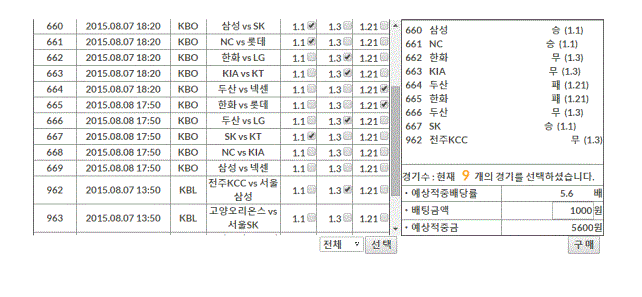 660 2015.08.07 18:20 KBO 삼성 vs SK 1.1 1.3 1.21
661 2015.08.07 18:20 KBO NC vs 롯데 1.1 1.3 1.21
662 2015.08.07 18:20 KBO 한화 vs LG 1.1 1.3 1.21
663 2015.08.07 18:20 KBO KIA vs KT 1.1 1.3 1.21
664 2015.08.07 18:20 KBO 두산 vs 넥센 1.1 1.3 1.21
665 2015.08.08 17:50 KBO 한화 vs 롯데 1.1 1.3 1.21
666 2015.08.08 17:50 KBO 두산 vs LG 1.1 1.3 1.21
667 2015.08.08 17:50 KBO SK vs KT 1.1 1.3 1.21
668 2015.08.08 17:50 KBO NC vs KIA 1.1 1.3 1.21
669 2015.08.08 17:50 KBO 삼성 vs 넥센 1.1 1.3 1.21
962 2015.08.07 13:50 KBL 전주KCC vs 서울삼성 1.1 1.3 1.21
963 2015.08.07 13:50 KBL 고양오리온스 vs 서울SK 1.1 1.3 1.21
전체 선택
660 삼성 승 (1.1)
661 NC 승 (1.1)
662 한화 무 (1.3)
663 KIA 무 (1.3)
664 두산 패 (1.21)
665 한화 패 (1.21)
666 두산 무 (1.3)
667 SK 승 (1.1)
962 전주KCC 무 (1.3)
경기수 : 현재 9 개의 경기를 선택하셨습니다.
· 예상적중배당률 5.6 배
· 배팅금액 1000 원
· 예상적중금 5600원
구매